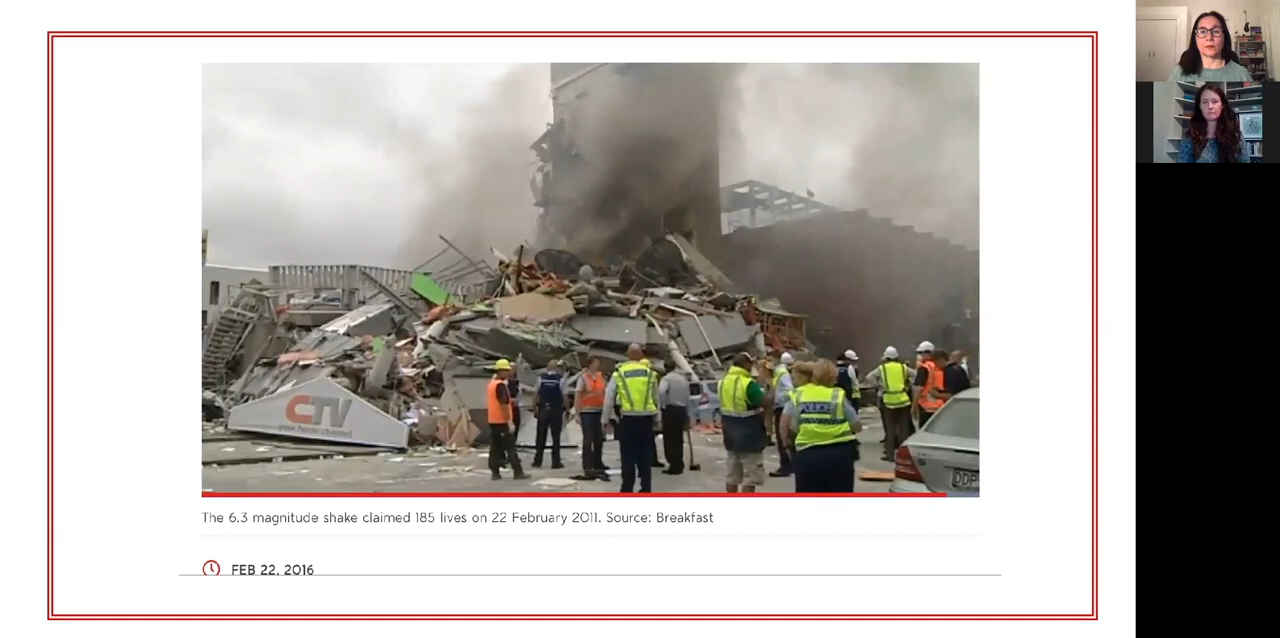 CTV
POLICE
DDP
The 6.3 magnitude shake claimed 185 lives on 22 February 2011. Source: Breakfast
FEB 22, 2016